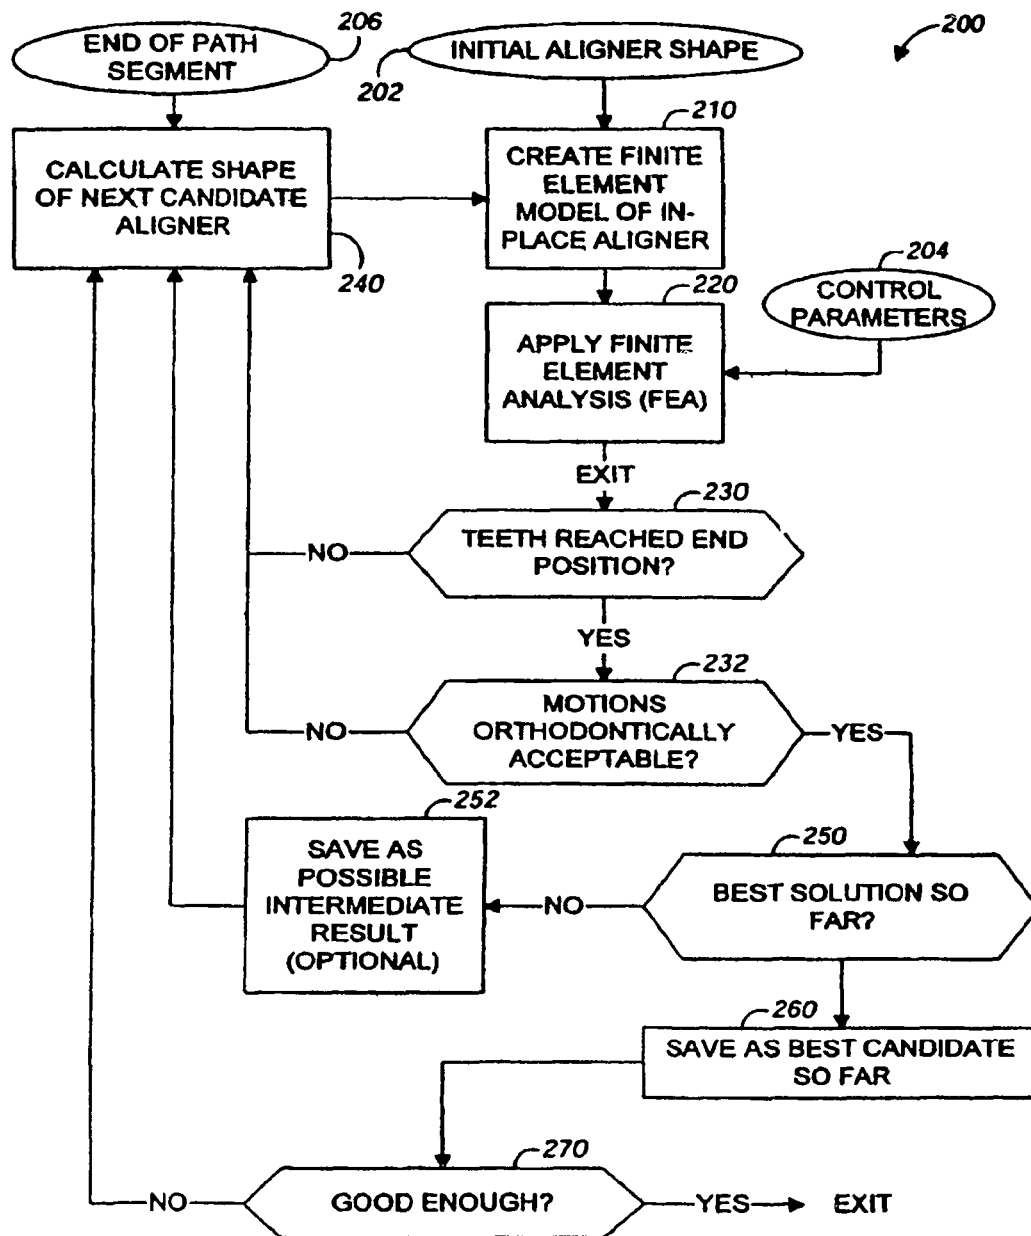 END OF PATH
SEGMENT
206
202
INITIAL ALIGNER SHAPE
200
210
CALCULATE SHAPE
OF NEXT CANDIDATE
ALIGNER
240
CREATE FINITE
ELEMENT
MODEL OF IN-
PLACE ALIGNER
204
CONTROL
PARAMETERS
220
APPLY FINITE
ELEMENT
ANALYSIS (FEA)
EXIT
230
TEETH REACHED END
POSITION?
NO
YES
232
MOTIONS
ORTHODONTICALLY
ACCEPTABLE?
NO
YES
252
SAVE AS
POSSIBLE
INTERMEDIATE
RESULT
(OPTIONAL)
250
BEST SOLUTION SO
FAR?
NO
260
SAVE AS BEST CANDIDATE
SO FAR
270
GOOD ENOUGH?
NO
YES
EXIT